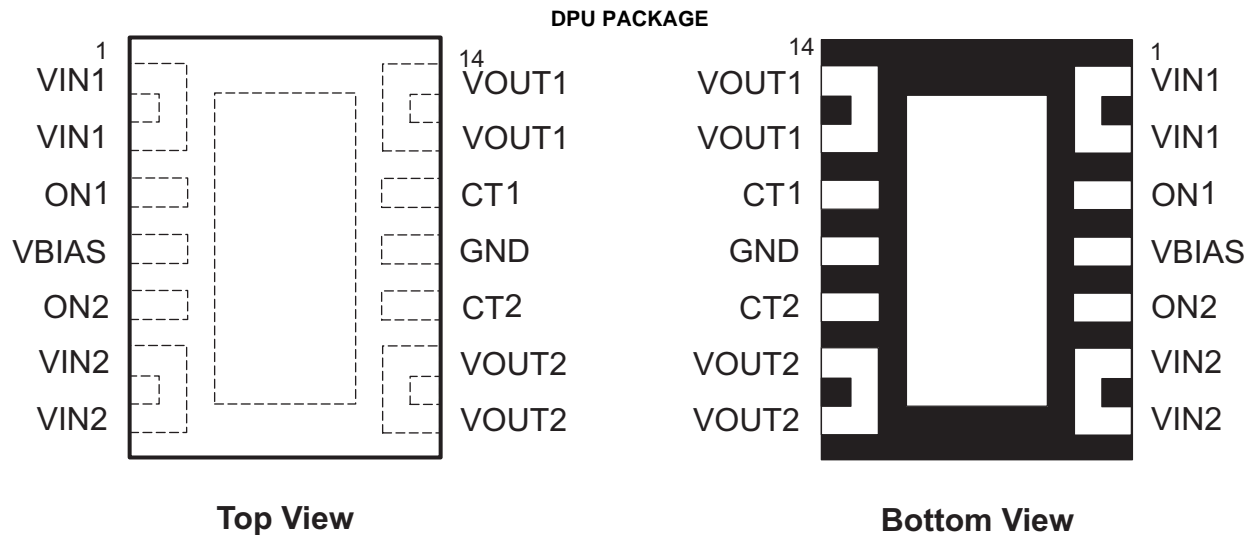 DPU PACKAGE
1
14
VIN1
VOUT1
VIN1
VOUT1
ON1
CT1
VBIAS
GND
ON2
CT2
VIN2
VOUT2
VIN2
VOUT2
Top View
14
1
VOUT1
VIN1
VOUT1
VIN1
CT1
ON1
GND
VBIAS
CT2
ON2
VOUT2
VIN2
VOUT2
VIN2
Bottom View